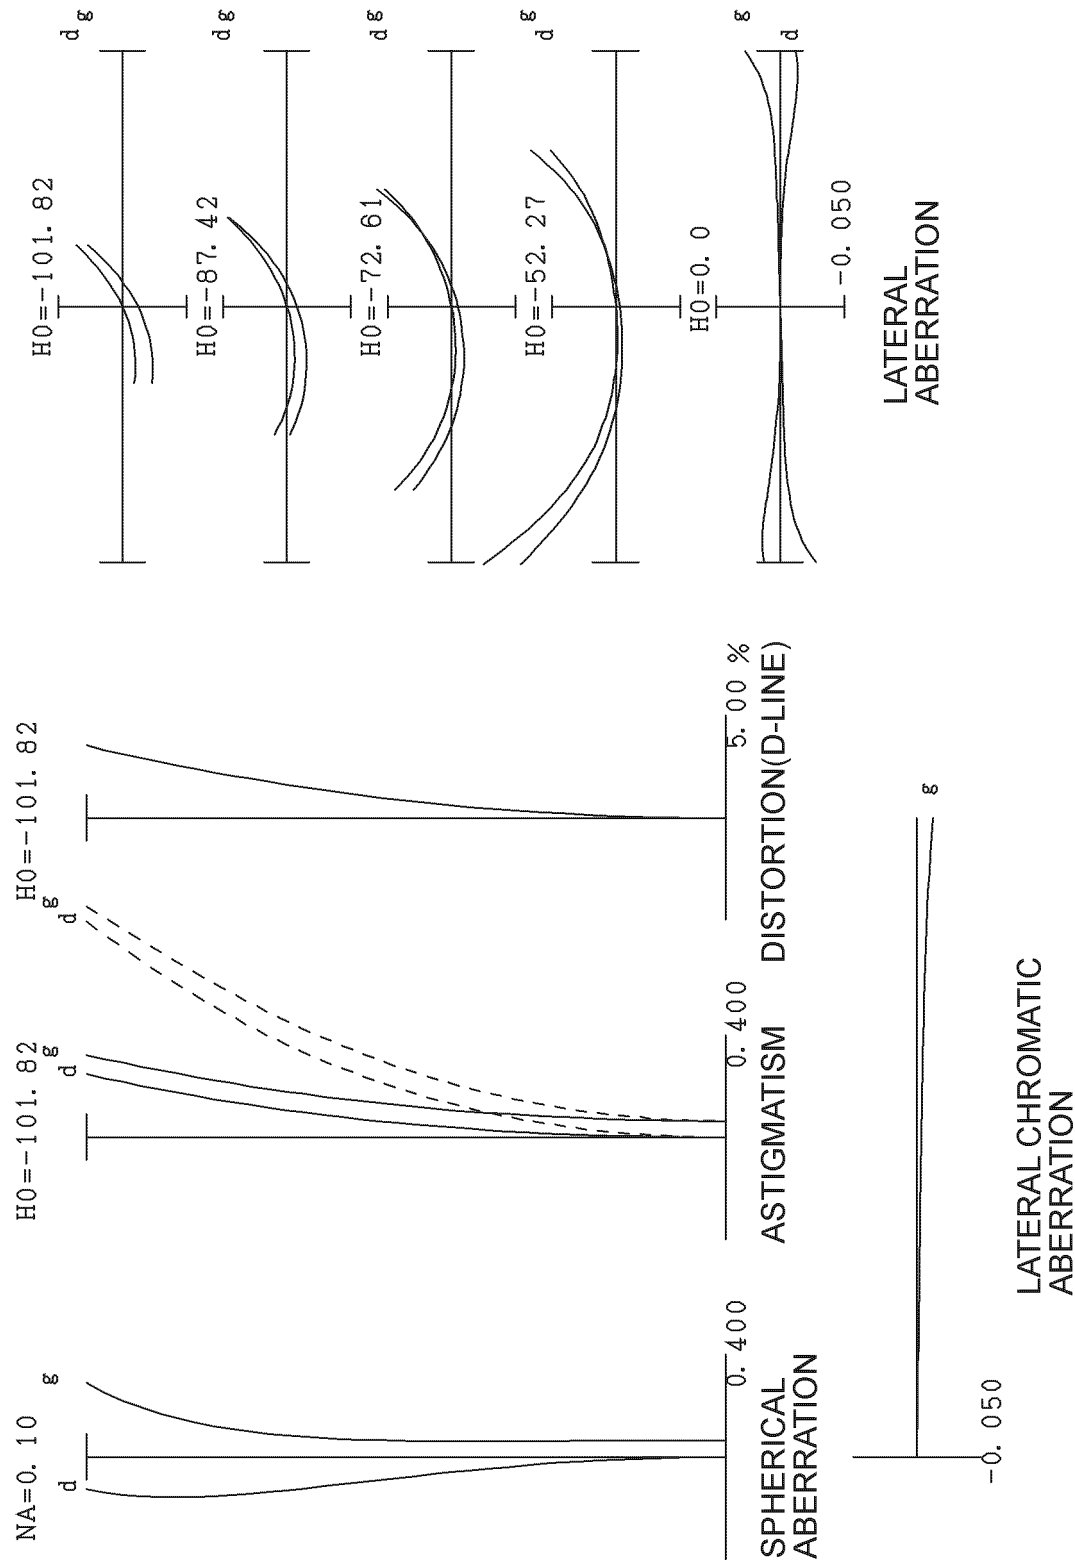 NA=0.10
d
g
0.400
SPHERICAL
ABERRATION
H0=-101.82
d
g
0.400
ASTIGMATISM
H0=-101.82
d
g
5.00 %
DISTORTION(D-LINE)
H0=-101.82
d g
H0=-87.42
d g
H0=-72.61
d g
H0=-52.27
d g
H0=0.0
g
d
-0.050
LATERAL
ABERRATION
g
-0.050
LATERAL CHROMATIC
ABERRATION